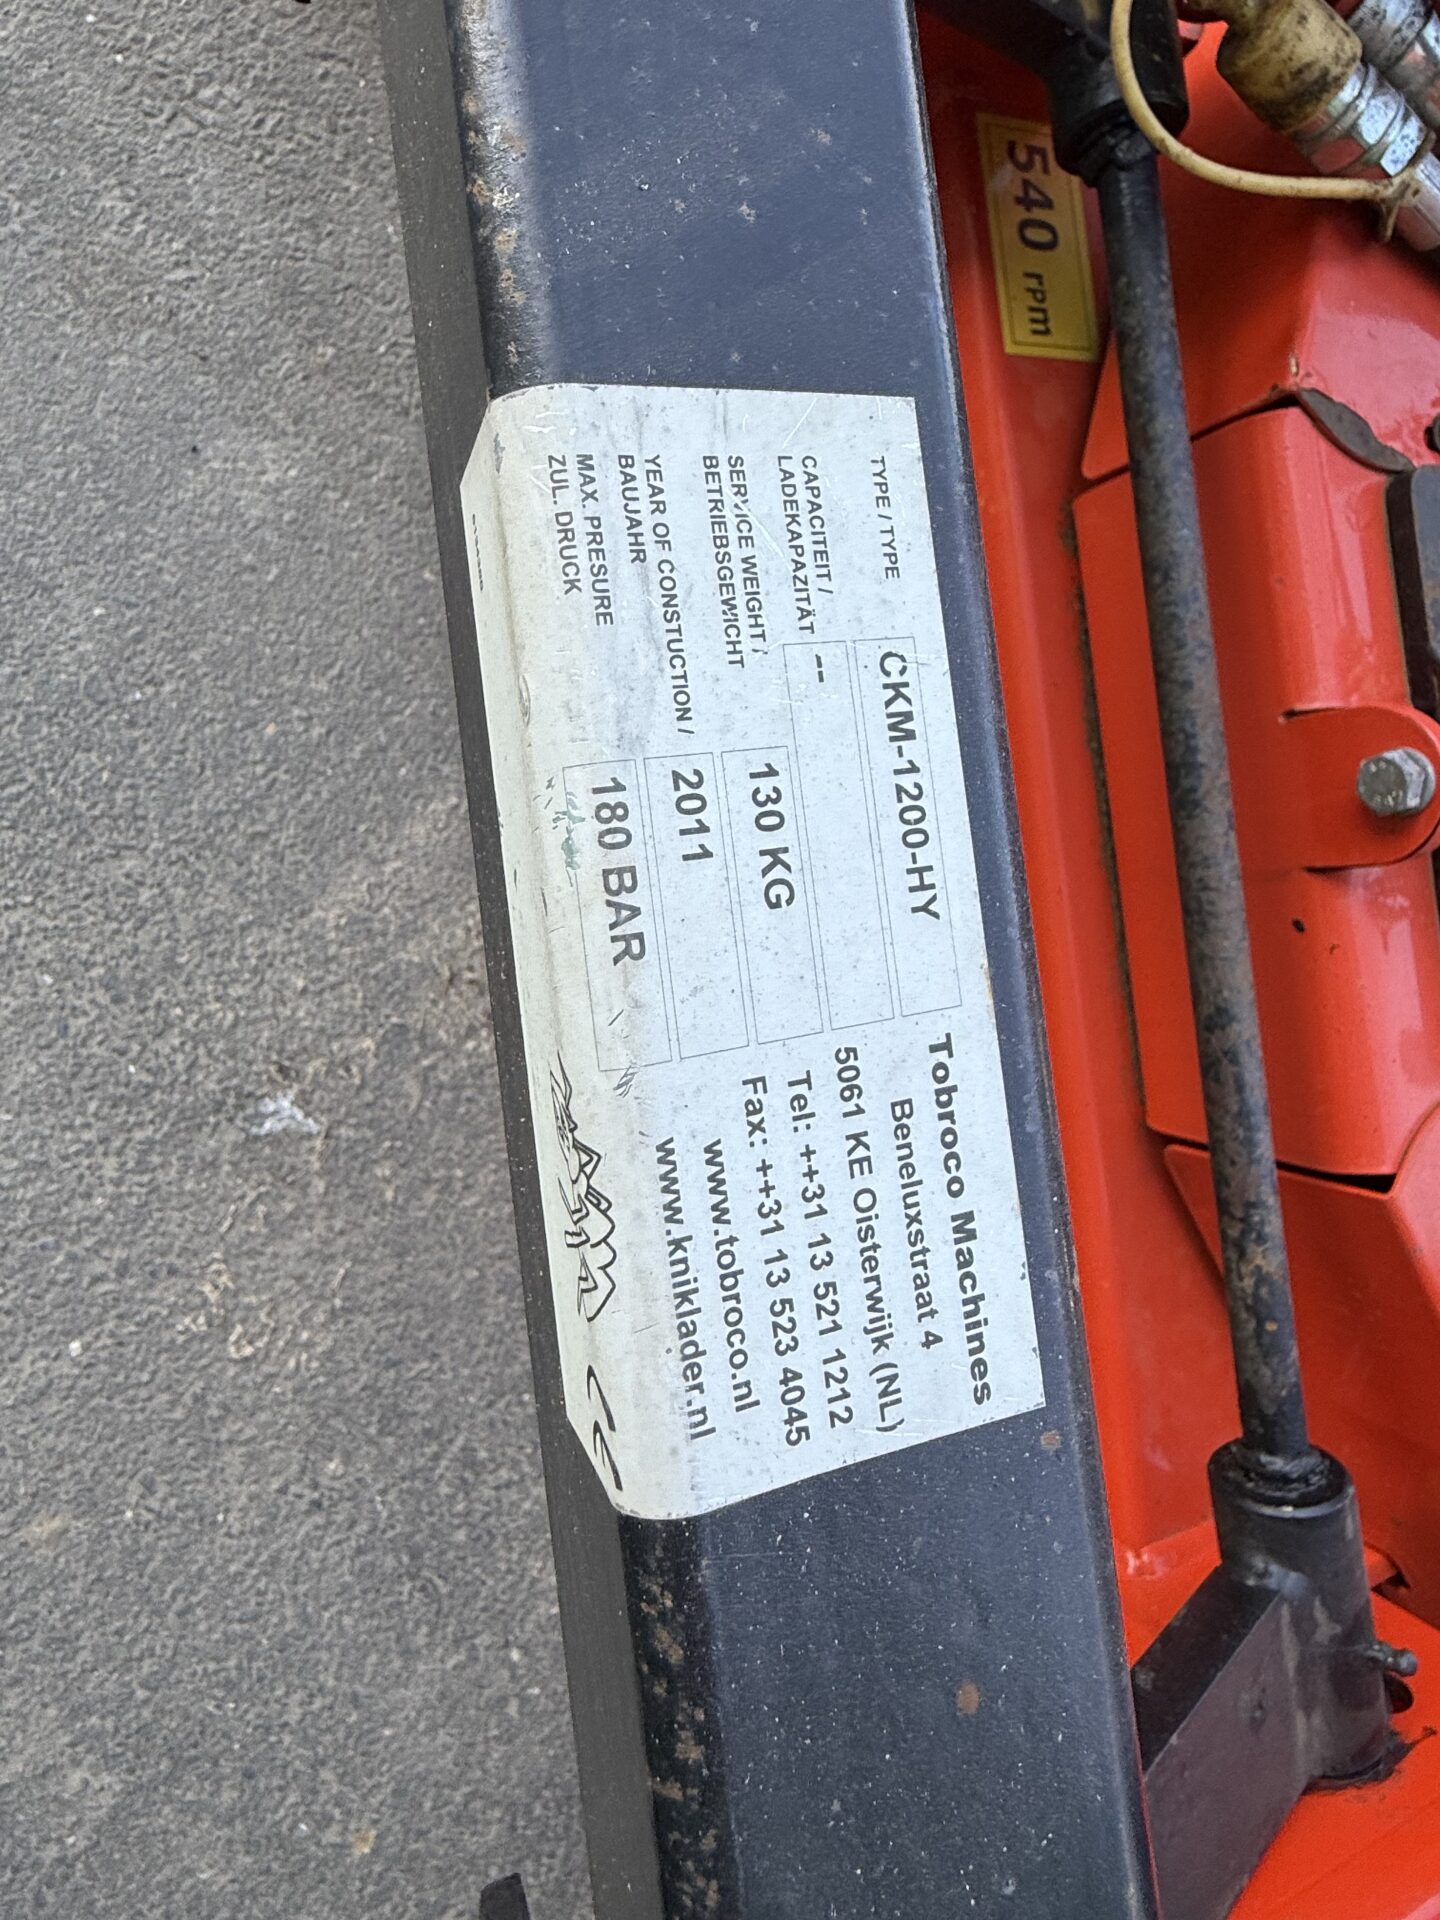 540 rpm
TYPE / TYPE
CKM-1200-HY
CAPACITEIT /
LADEKAPAZITÄT
--
SERVICE WEIGHT /
BETRIEBSGEWICHT
130 KG
YEAR OF CONSTUCTION /
BAUJAHR
2011
MAX. PRESURE
ZUL. DRUCK
180 BAR
Tobroco Machines
Beneluxstraat 4
5061 KE Oisterwijk (NL)
Tel: ++31 13 521 1212
Fax: ++31 13 523 4045
www.tobroco.nl
www.kniklader.nl
CE